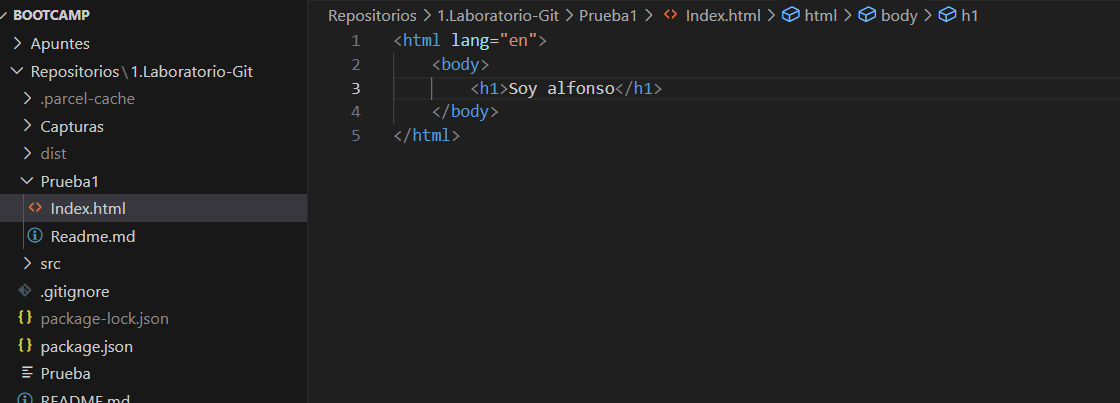 BOOTCAMP
Apuntes
Repositorios\1.Laboratorio-Git
.parcel-cache
Capturas
dist
Prueba1
Index.html
Readme.md
src
.gitignore
package-lock.json
package.json
Prueba
README.md
Repositorios > 1.Laboratorio-Git > Prueba1 > Index.html > html > body > h1
1 <html lang="en">
2 <body>
3 <h1>Soy alfonso</h1>
4 </body>
5 </html>